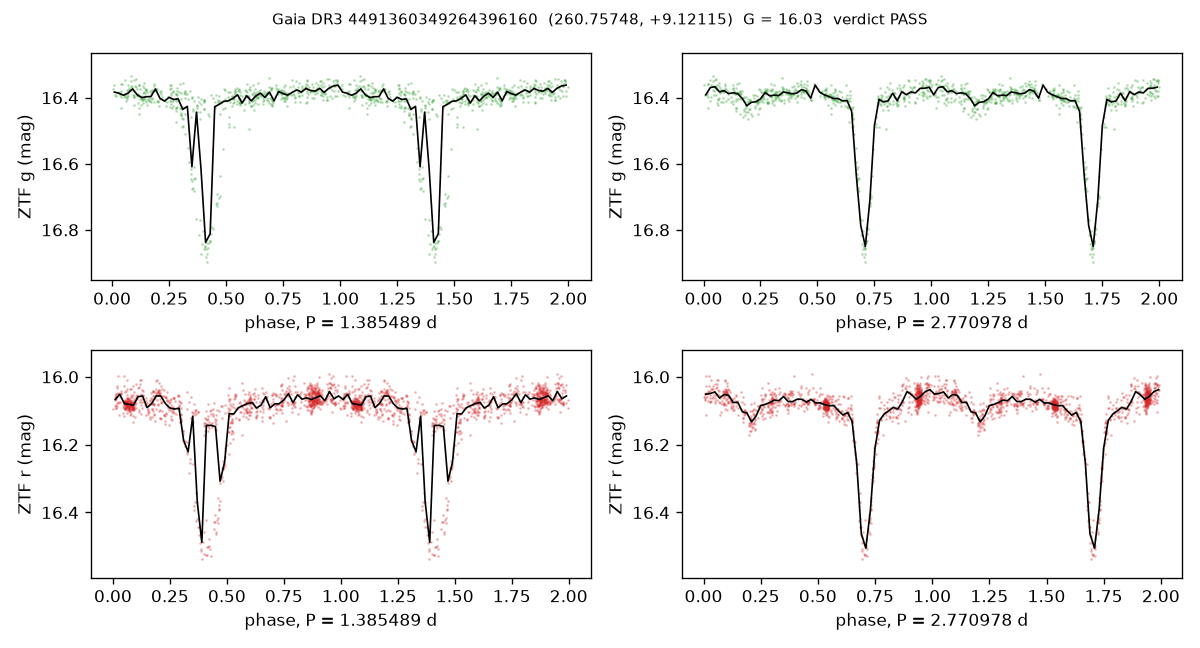 Gaia DR3 4491360349264396160  (260.75748, +9.12115)  G = 16.03  verdict PASS
ZTF g (mag)
16.4
16.6
16.8
0.00 0.25 0.50 0.75 1.00 1.25 1.50 1.75 2.00
phase, P = 1.385489 d
ZTF g (mag)
16.4
16.6
16.8
0.00 0.25 0.50 0.75 1.00 1.25 1.50 1.75 2.00
phase, P = 2.770978 d
ZTF r (mag)
16.0
16.2
16.4
0.00 0.25 0.50 0.75 1.00 1.25 1.50 1.75 2.00
phase, P = 1.385489 d
ZTF r (mag)
16.0
16.2
16.4
0.00 0.25 0.50 0.75 1.00 1.25 1.50 1.75 2.00
phase, P = 2.770978 d